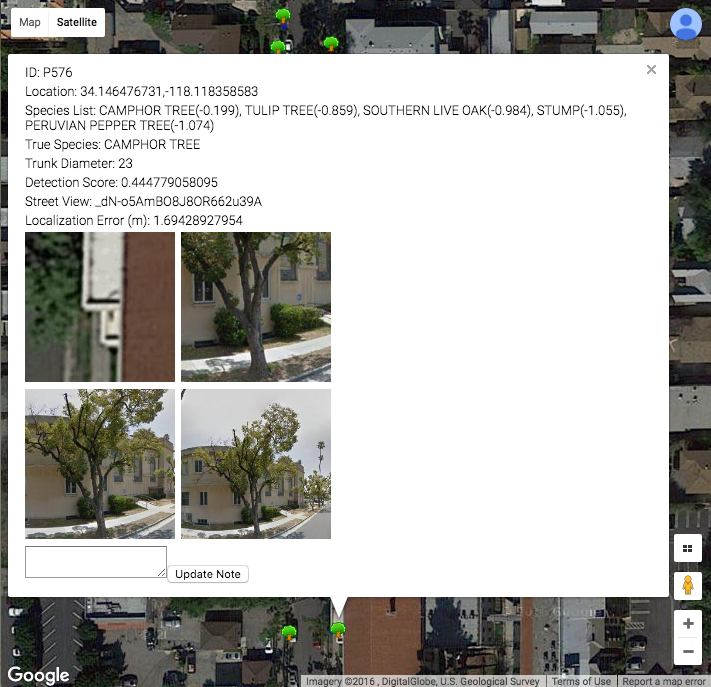 Map Satellite
ID: P576
Location: 34.146476731,-118.118358583
Species List: CAMPHOR TREE(-0.199), TULIP TREE(-0.859), SOUTHERN LIVE OAK(-0.984), STUMP(-1.055),
PERUVIAN PEPPER TREE(-1.074)
True Species: CAMPHOR TREE
Trunk Diameter: 23
Detection Score: 0.444779058095
Street View: _dN-o5AmBO8J8OR662u39A
Localization Error (m): 1.69428927954
Update Note
Google
Imagery ©2016 , DigitalGlobe, U.S. Geological Survey Terms of Use Report a map error